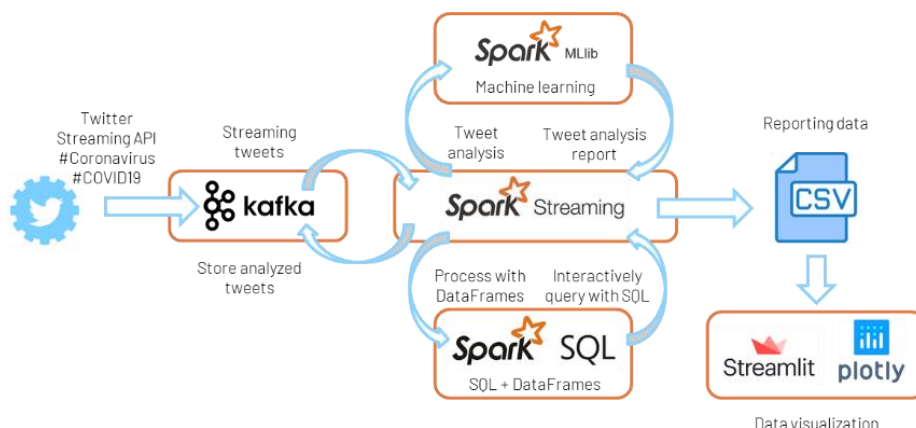 Spark MLlib
Machine learning
Twitter
Streaming API
#Coronavirus
#COVID19
Streaming
tweets
Tweet
analysis
Tweet analysis
report
Reporting data
kafka
Spark Streaming
CSV
Store analyzed
tweets
Process with
DataFrames
Interactively
query with SQL
Spark SQL
SQL + DataFrames
Streamlit
plotly
Data visualization